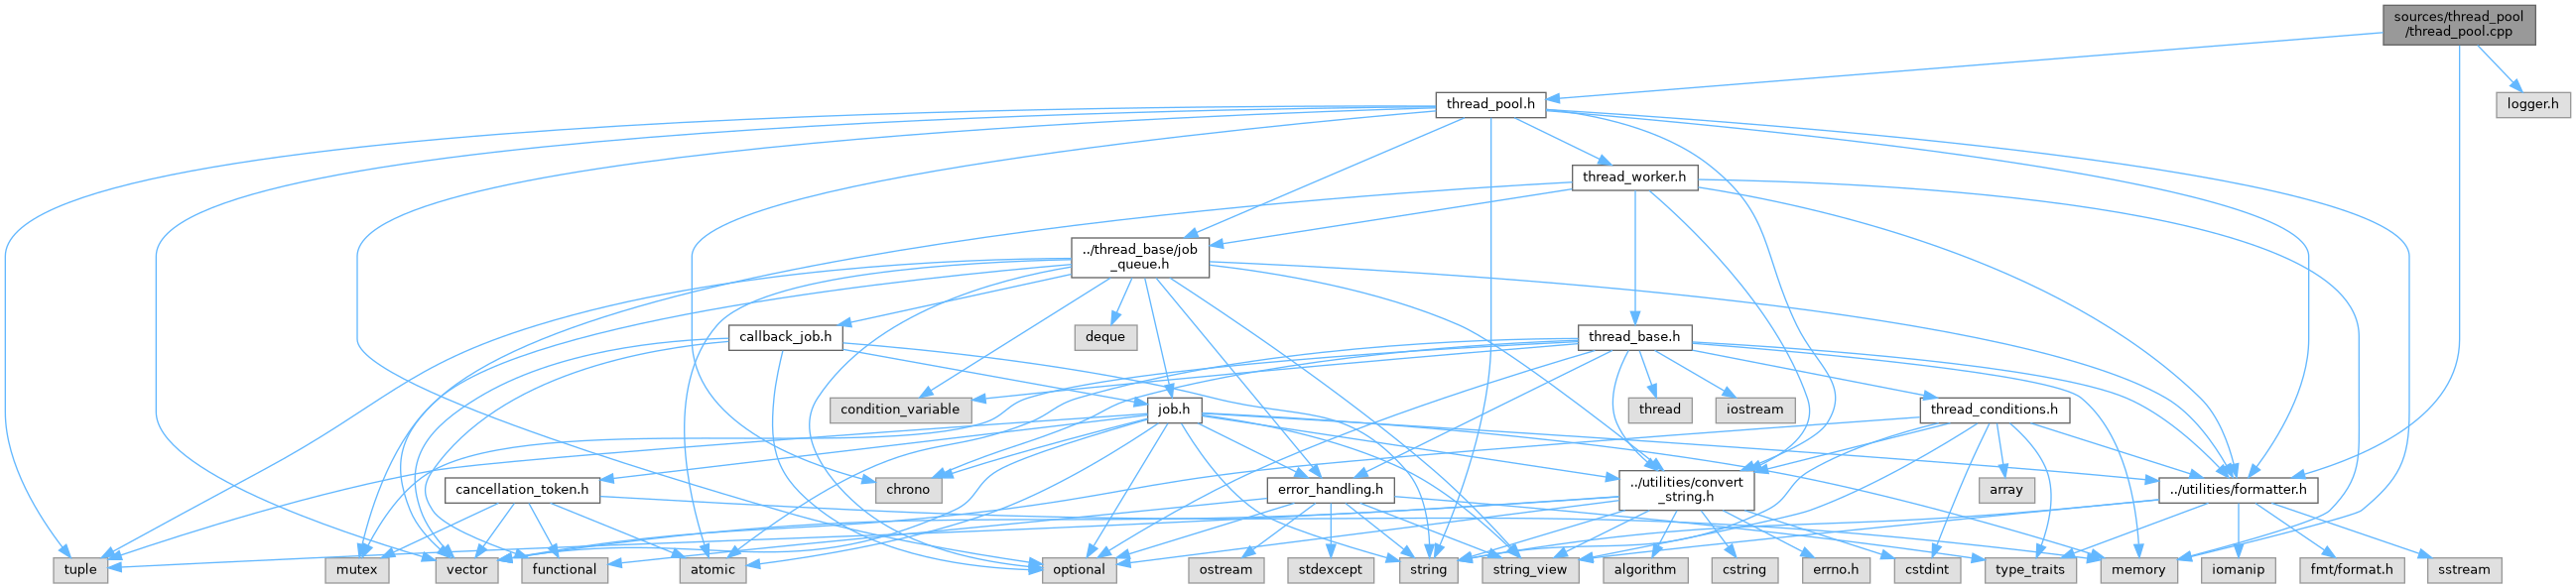 sources/thread_pool
/thread_pool.cpp
thread_pool.h
logger.h
thread_worker.h
../thread_base/job
_queue.h
callback_job.h
deque
thread_base.h
condition_variable
job.h
thread
iostream
thread_conditions.h
cancellation_token.h
chrono
error_handling.h
../utilities/convert
_string.h
array
../utilities/formatter.h
tuple
mutex
vector
functional
atomic
optional
ostream
stdexcept
string
string_view
algorithm
cstring
errno.h
cstdint
type_traits
memory
iomanip
fmt/format.h
sstream